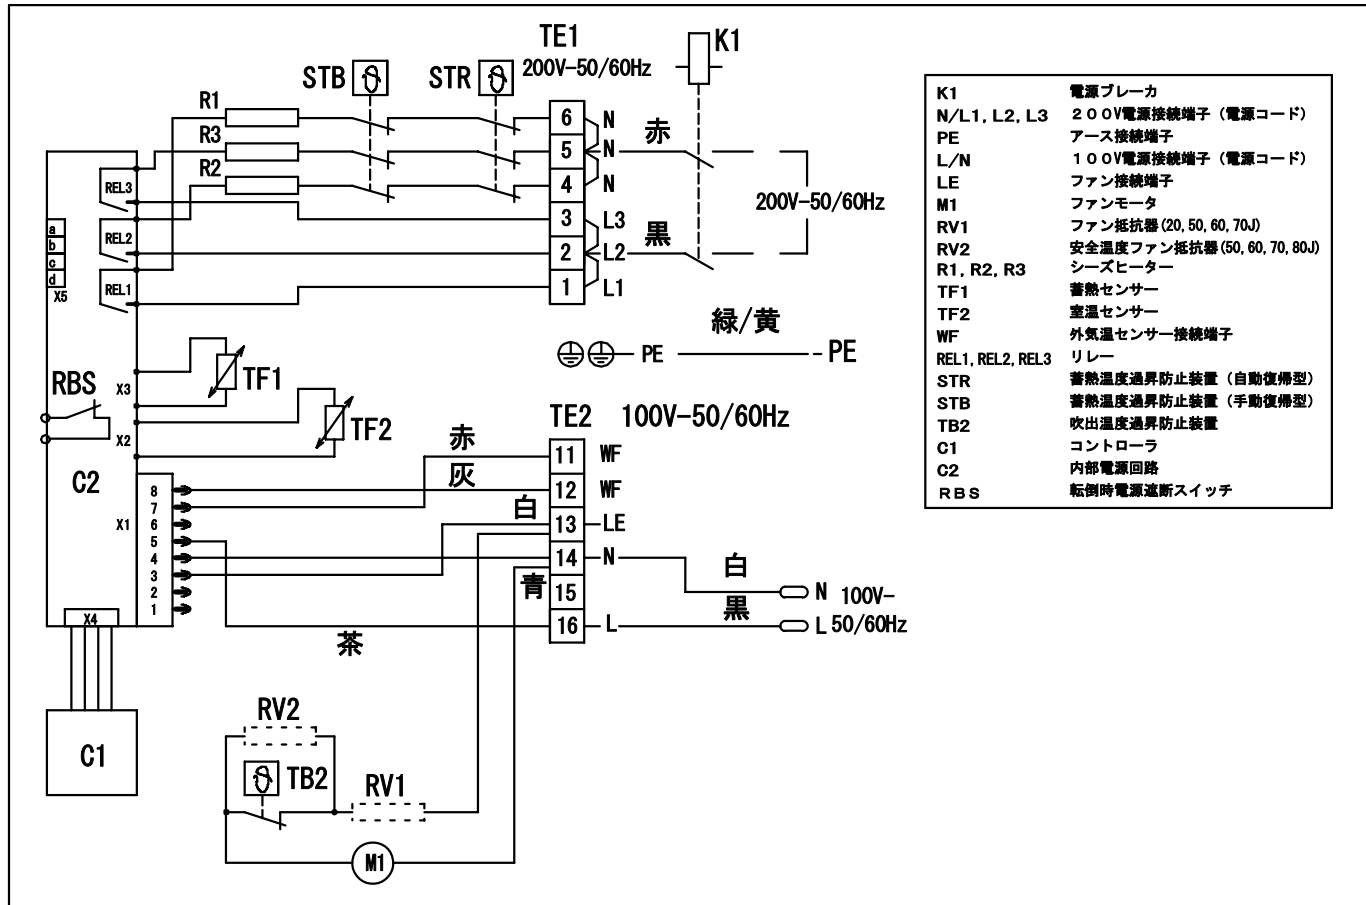 TE1
200V-50/60Hz
K1
STB
STR
R1
R3
R2
6 N
5 N
4 N
3 L3
2 L2
1 L1
赤
黒
200V-50/60Hz
REL3
REL2
REL1
a
b
c
d
X5
緑/黄
PE
PE
RBS
X3
TF1
X2
TF2
C2
TE2 100V-50/60Hz
11 WF
12 WF
13 LE
14 N
15
16 L
赤
灰
白
青
茶
X1
8
7
6
5
4
3
2
1
白
黒
N 100V-
L 50/60Hz
X4
C1
RV2
TB2
RV1
M1
K1 電源ブレーカ
N/L1, L2, L3 200V電源接続端子（電源コード）
PE アース接続端子
L/N 100V電源接続端子（電源コード）
LE ファン接続端子
M1 ファンモータ
RV1 ファン抵抗器(20,50,60,70J)
RV2 安全温度ファン抵抗器(50,60,70,80J)
R1, R2, R3 シーズヒーター
TF1 蓄熱センサー
TF2 室温センサー
WF 外気温センサー接続端子
REL1, REL2, REL3 リレー
STR 蓄熱温度過昇防止装置（自動復帰型）
STB 蓄熱温度過昇防止装置（手動復帰型）
TB2 吹出温度過昇防止装置
C1 コントローラ
C2 内部電源回路
RBS 転倒時電源遮断スイッチ